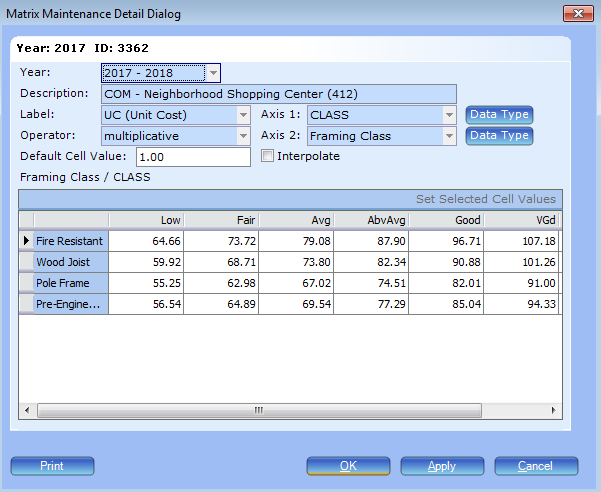 Matrix Maintenance Detail Dialog
Year: 2017 ID: 3362
Year: 2017 - 2018
Description: COM - Neighborhood Shopping Center (412)
Label: UC (Unit Cost) Axis 1: CLASS Data Type
Operator: multiplicative Axis 2: Framing Class Data Type
Default Cell Value: 1.00 Interpolate
Framing Class / CLASS
Set Selected Cell Values
Low Fair Avg AbvAvg Good VGd
Fire Resistant 64.66 73.72 79.08 87.90 96.71 107.18
Wood Joist 59.92 68.71 73.80 82.34 90.88 101.26
Pole Frame 55.25 62.98 67.02 74.51 82.01 91.00
Pre-Engine... 56.54 64.89 69.54 77.29 85.04 94.33
Print OK Apply Cancel